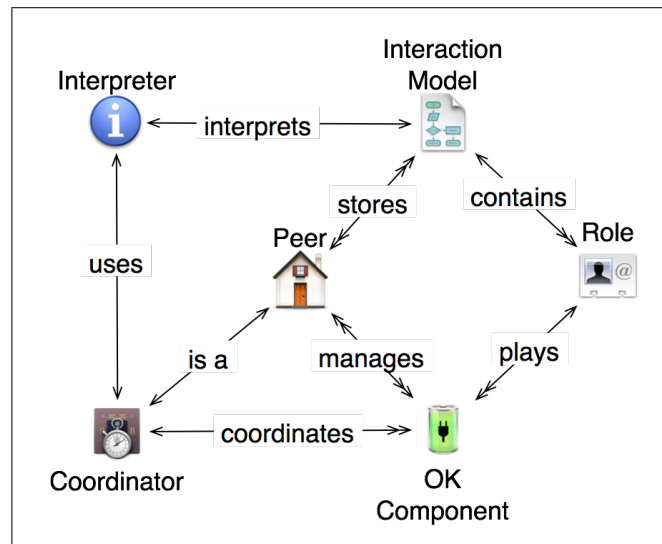 Interaction
Model
Interpreter
interprets
stores
contains
Peer
Role
@
uses
is a
manages
plays
coordinates
Coordinator
OK
Component